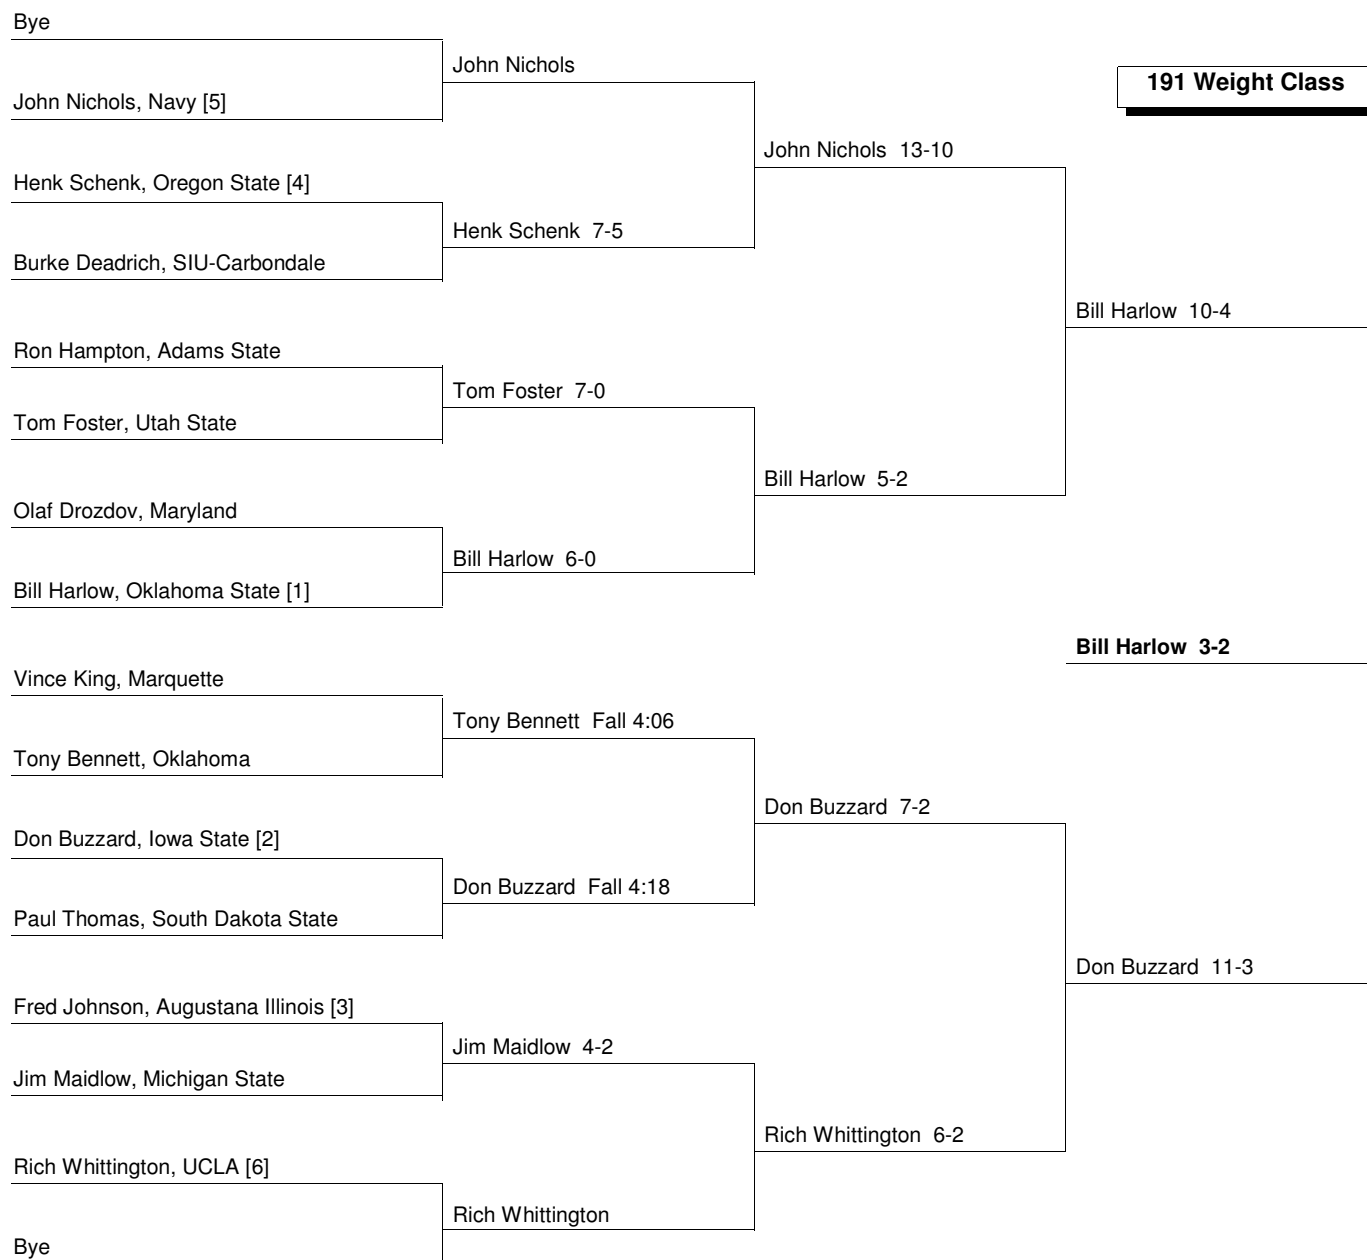 Bye
John Nichols
191 Weight Class
John Nichols, Navy [5]
John Nichols 13-10
Henk Schenk, Oregon State [4]
Henk Schenk 7-5
Burke Deadrich, SIU-Carbondale
Bill Harlow 10-4
Ron Hampton, Adams State
Tom Foster 7-0
Tom Foster, Utah State
Bill Harlow 5-2
Olaf Drozdov, Maryland
Bill Harlow 6-0
Bill Harlow, Oklahoma State [1]
Bill Harlow 3-2
Vince King, Marquette
Tony Bennett Fall 4:06
Tony Bennett, Oklahoma
Don Buzzard 7-2
Don Buzzard, Iowa State [2]
Don Buzzard Fall 4:18
Paul Thomas, South Dakota State
Don Buzzard 11-3
Fred Johnson, Augustana Illinois [3]
Jim Maidlow 4-2
Jim Maidlow, Michigan State
Rich Whittington 6-2
Rich Whittington, UCLA [6]
Rich Whittington
Bye